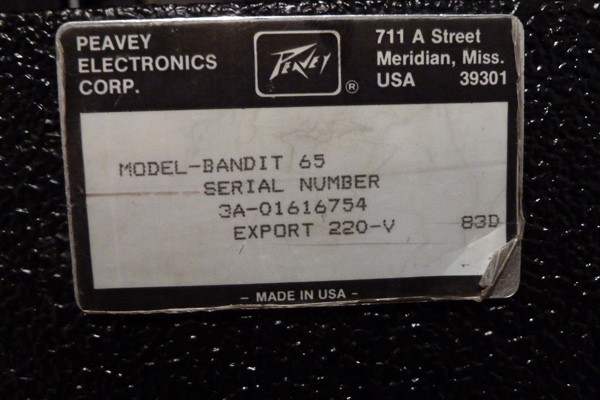 PEAVEY
ELECTRONICS
CORP.
PEAVEY
®
711 A Street
Meridian, Miss.
USA 39301
MODEL-BANDIT 65
SERIAL NUMBER
3A-01616754
EXPORT 220-V 83D
– MADE IN USA –